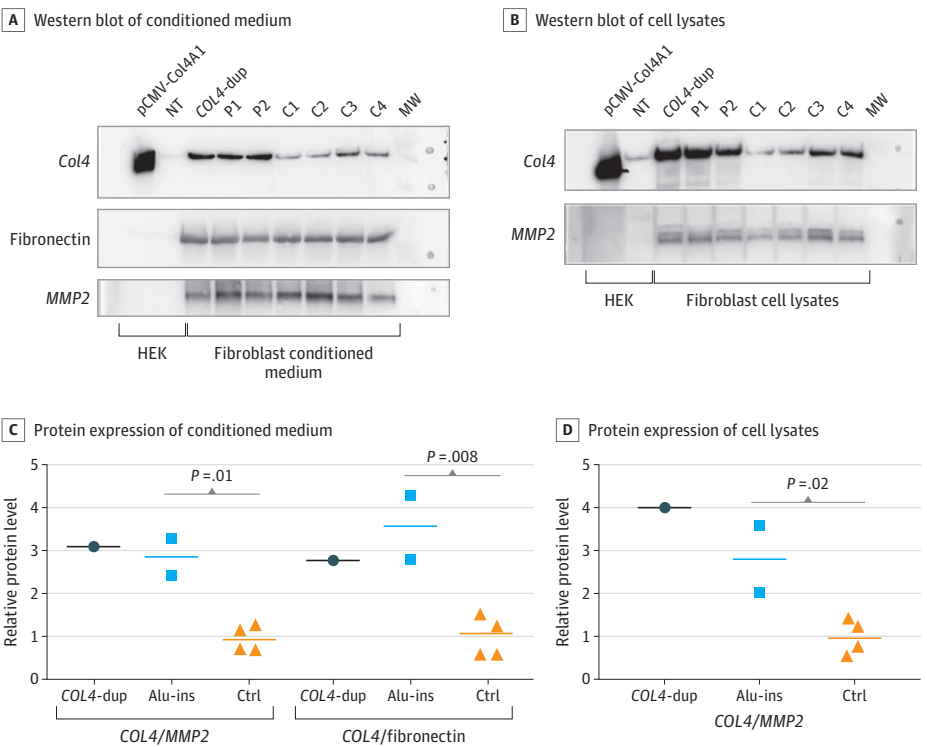 A Western blot of conditioned medium
pCMV-Col4A1
NT
COL4-dup
P1
P2
C1
C2
C3
C4
MW
Col4
Fibronectin
MMP2
HEK
Fibroblast conditioned
medium
B Western blot of cell lysates
pCMV-Col4A1
NT
COL4-dup
P1
P2
C1
C2
C3
C4
MW
Col4
MMP2
HEK
Fibroblast cell lysates
C Protein expression of conditioned medium
Relative protein level
5
4
3
2
1
0
P =.01
P =.008
COL4-dup
Alu-ins
Ctrl
COL4-dup
Alu-ins
Ctrl
COL4/MMP2
COL4/fibronectin
D Protein expression of cell lysates
Relative protein level
5
4
3
2
1
0
P =.02
COL4-dup
Alu-ins
Ctrl
COL4/MMP2